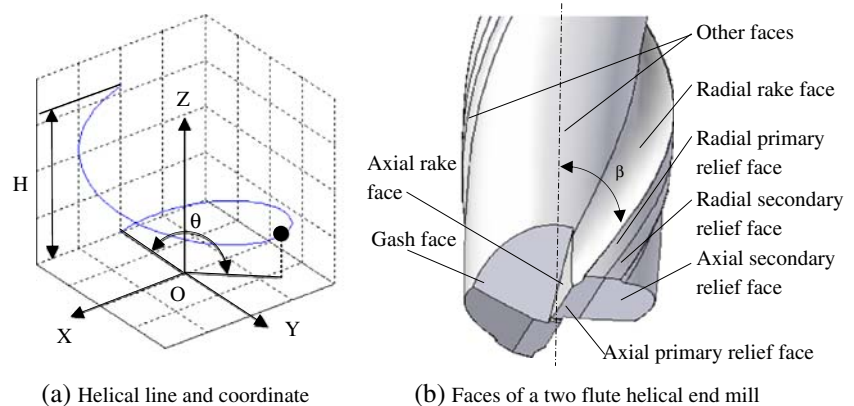 H
Z
θ
O
X
Y
(a) Helical line and coordinate
Other faces
Radial rake face
Radial primary
relief face
Radial secondary
relief face
Axial secondary
relief face
Axial primary relief face
Axial rake
face
Gash face
β
(b) Faces of a two flute helical end mill